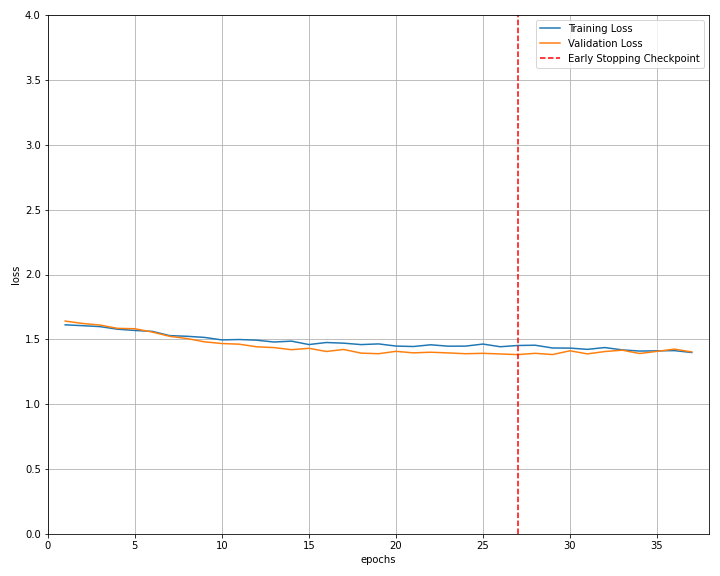 4.0
3.5
3.0
2.5
2.0
1.5
1.0
0.5
0.0
loss
Training Loss
Validation Loss
Early Stopping Checkpoint
0 5 10 15 20 25 30 35
epochs